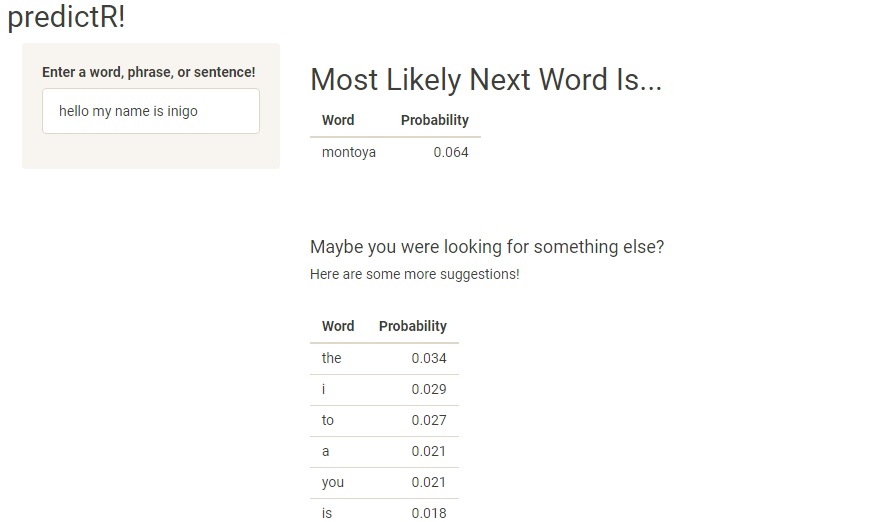 predictR!
Enter a word, phrase, or sentence!
hello my name is inigo
Most Likely Next Word Is...
Word Probability
montoya 0.064
Maybe you were looking for something else?
Here are some more suggestions!
Word Probability
the 0.034
i 0.029
to 0.027
a 0.021
you 0.021
is 0.018